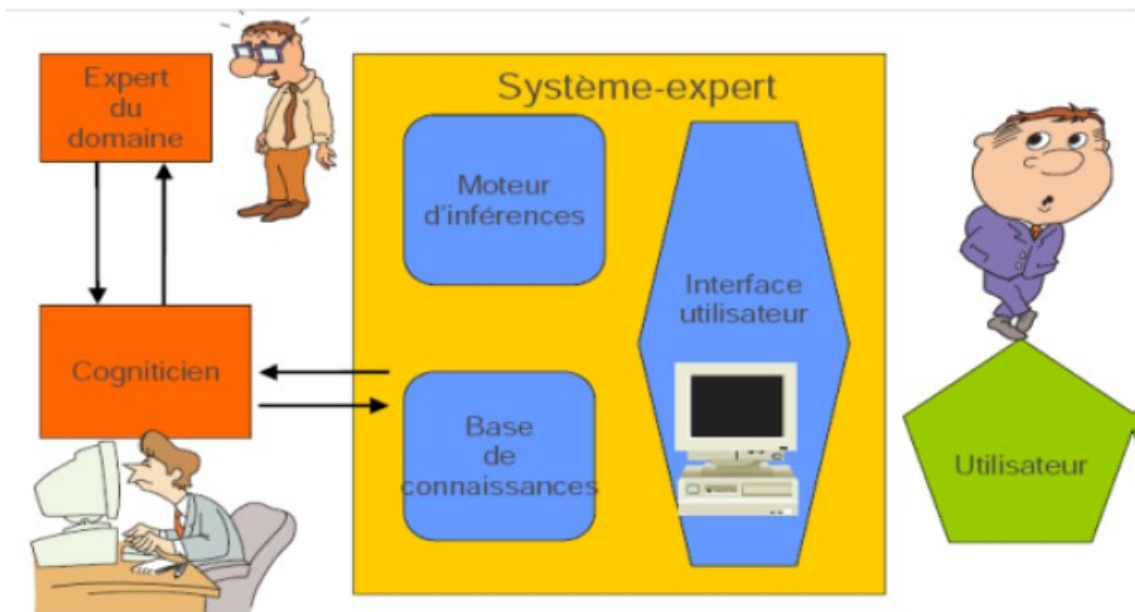 Expert
du
domaine
Cogniticien
Système-expert
Moteur
d'inférences
Base
de
connaissances
Interface
utilisateur
Utilisateur